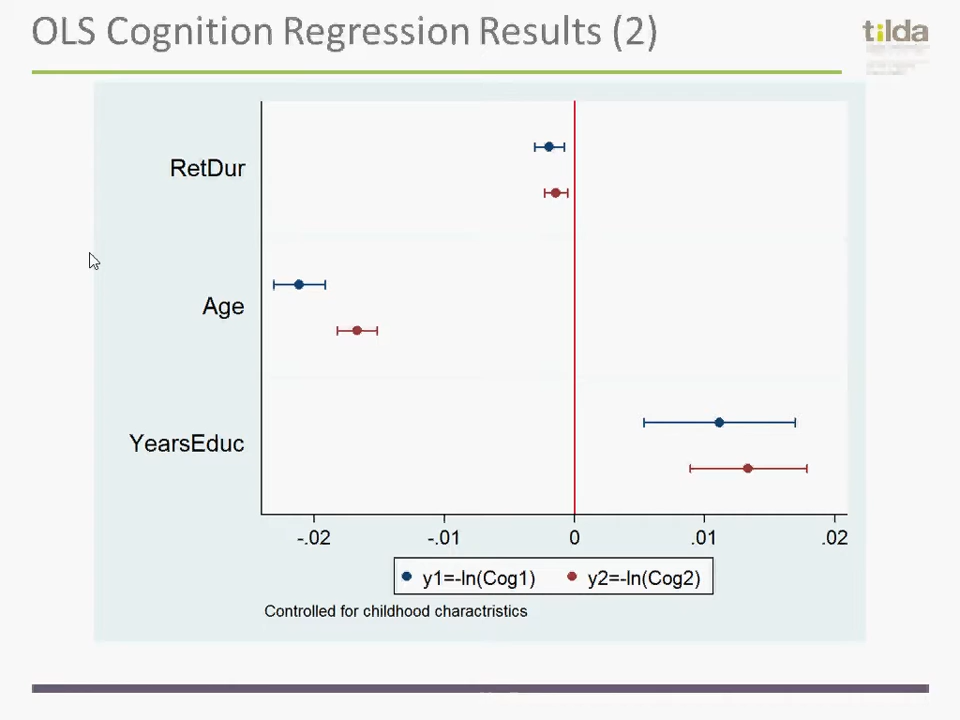 OLS Cognition Regression Results (2)
tilda
RetDur
Age
YearsEduc
-.02 -.01 0 .01 .02
y1=-ln(Cog1) y2=-ln(Cog2)
Controlled for childhood charactristics